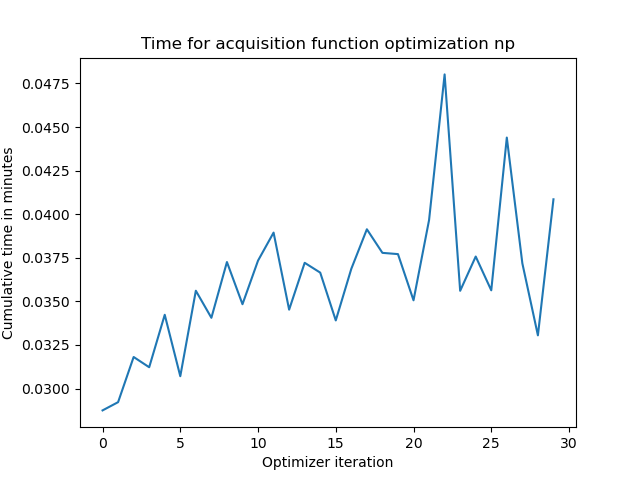 Time for acquisition function optimization np
Cumulative time in minutes
0.0475
0.0450
0.0425
0.0400
0.0375
0.0350
0.0325
0.0300
0 5 10 15 20 25 30
Optimizer iteration